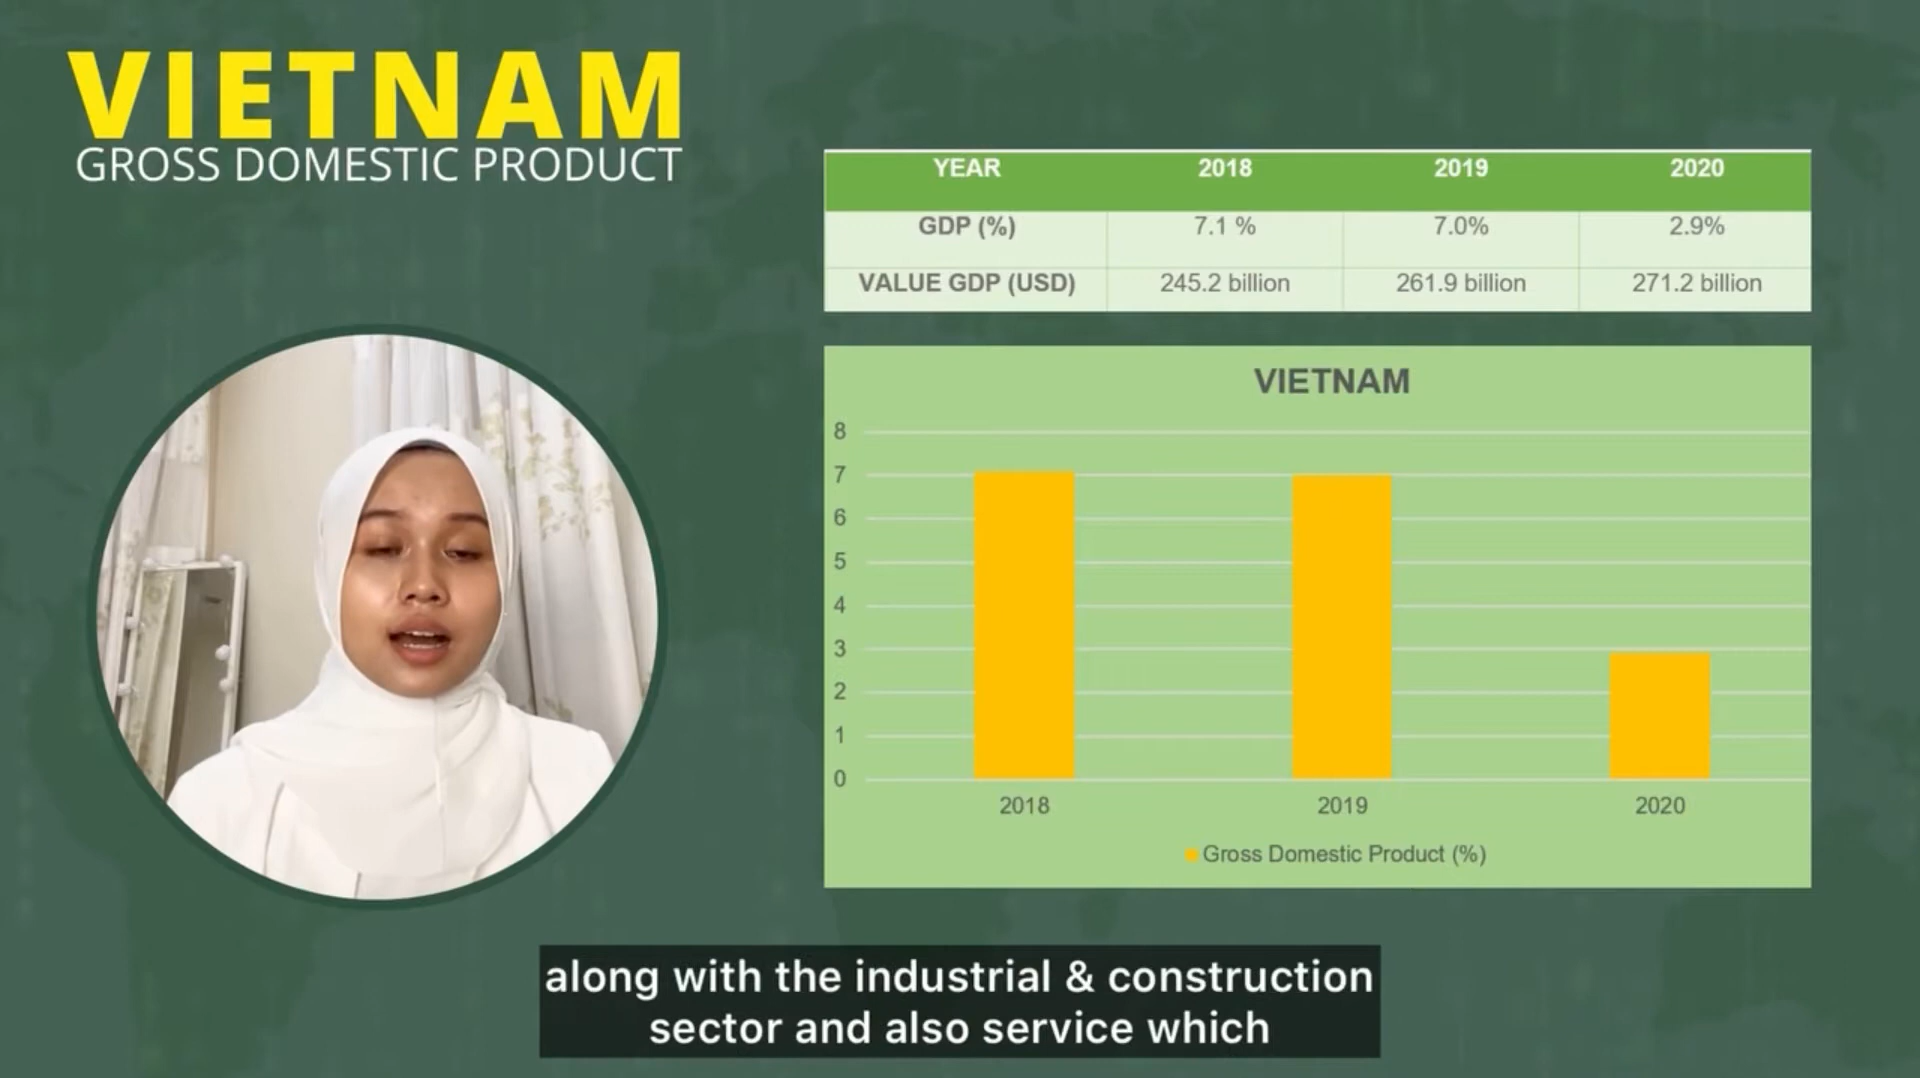 VIETNAM
GROSS DOMESTIC PRODUCT
YEAR 2018 2019 2020
GDP (%) 7.1 % 7.0% 2.9%
VALUE GDP (USD) 245.2 billion 261.9 billion 271.2 billion
VIETNAM
8
7
6
5
4
3
2
1
0
2018 2019 2020
Gross Domestic Product (%)
along with the industrial & construction
sector and also service which